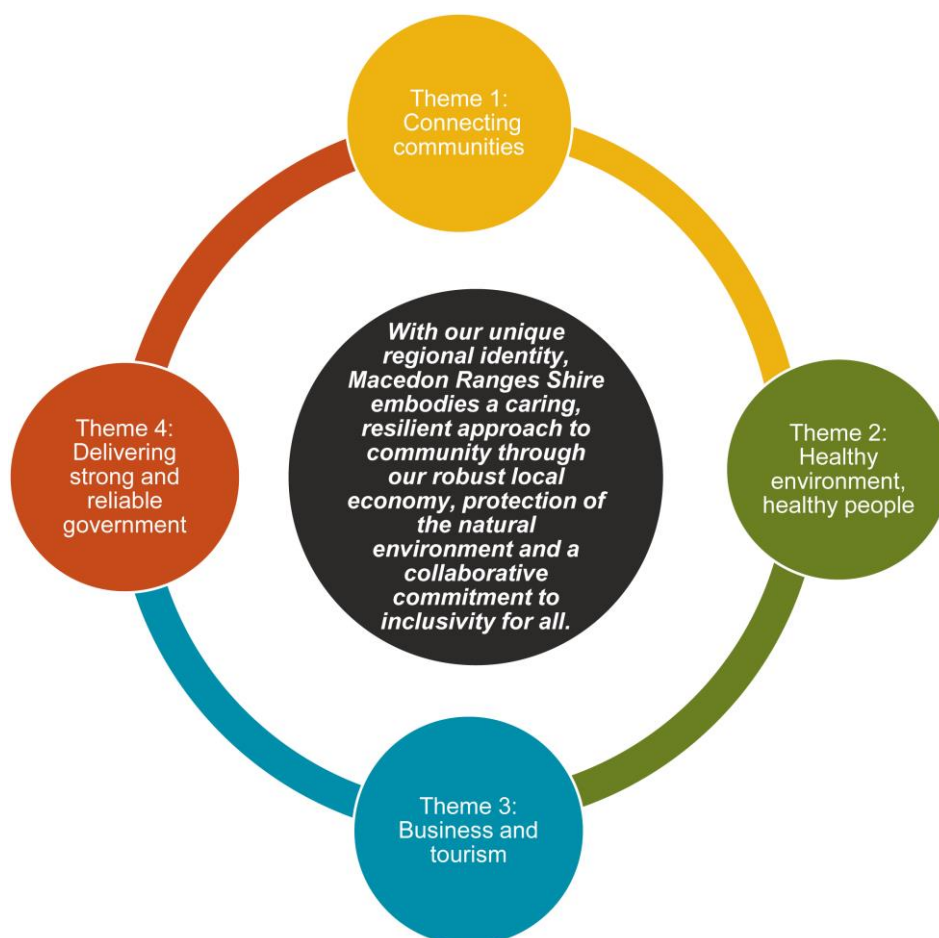 Theme 1:
Connecting
communities
With our unique
regional identity,
Macedon Ranges Shire
embodies a caring,
resilient approach to
community through
our robust local
economy, protection of
the natural
environment and a
collaborative
commitment to
inclusivity for all.
Theme 2:
Healthy
environment,
healthy people
Theme 3:
Business and
tourism
Theme 4:
Delivering
strong and
reliable
government